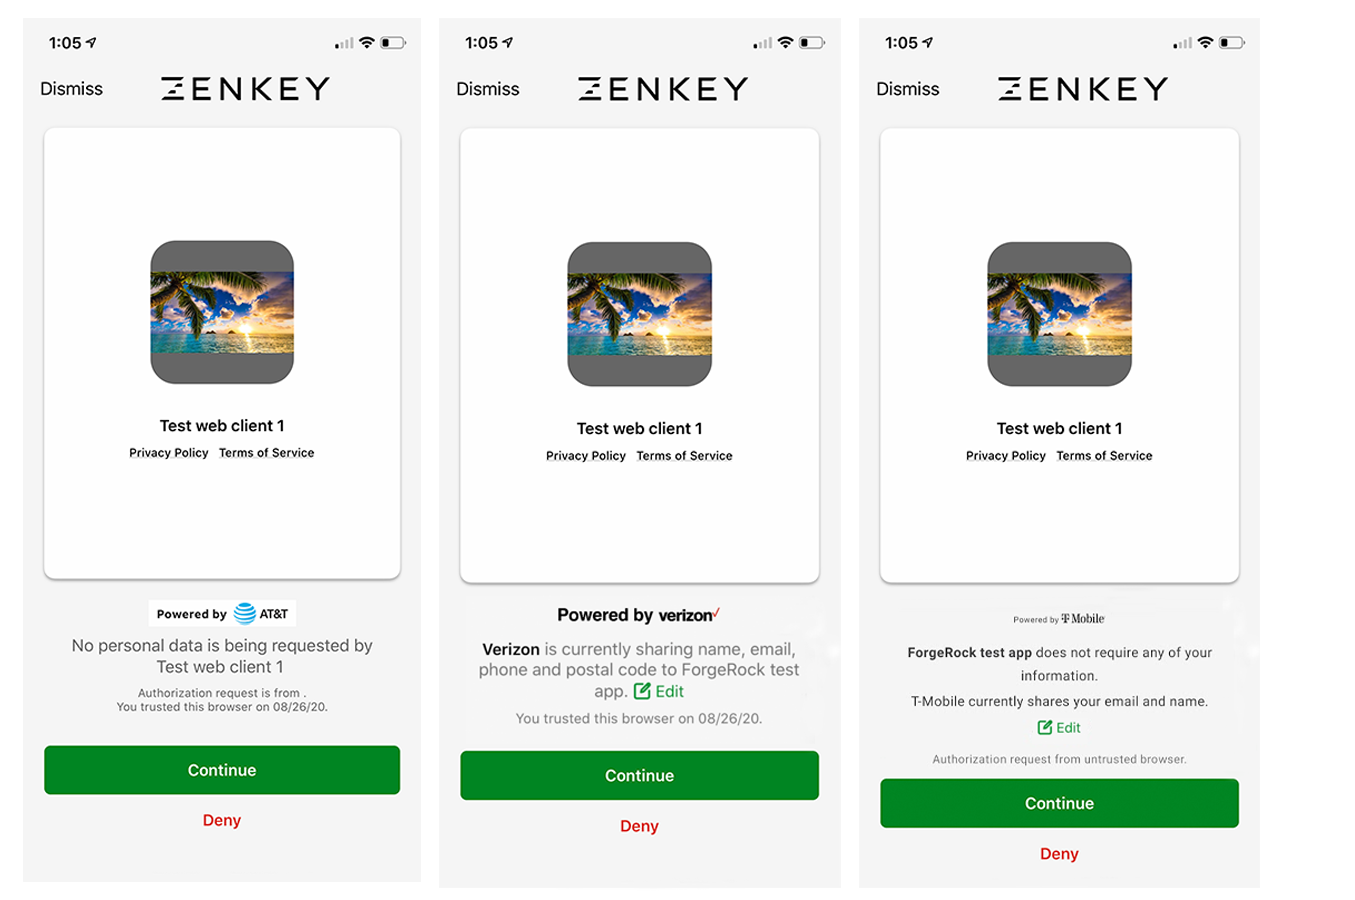 1:05
Dismiss
ZENKEY
Test web client 1
Privacy Policy Terms of Service
Powered by AT&T
No personal data is being requested by
Test web client 1
Authorization request is from .
You trusted this browser on 08/26/20.
Continue
Deny
1:05
Dismiss
ZENKEY
Test web client 1
Privacy Policy Terms of Service
Powered by verizon✓
Verizon is currently sharing name, email,
phone and postal code to ForgeRock test
app. Edit
You trusted this browser on 08/26/20.
Continue
Deny
1:05
Dismiss
ZENKEY
Test web client 1
Privacy Policy Terms of Service
Powered by T Mobile
ForgeRock test app does not require any of your
information.
T-Mobile currently shares your email and name.
Edit
Authorization request from untrusted browser.
Continue
Deny